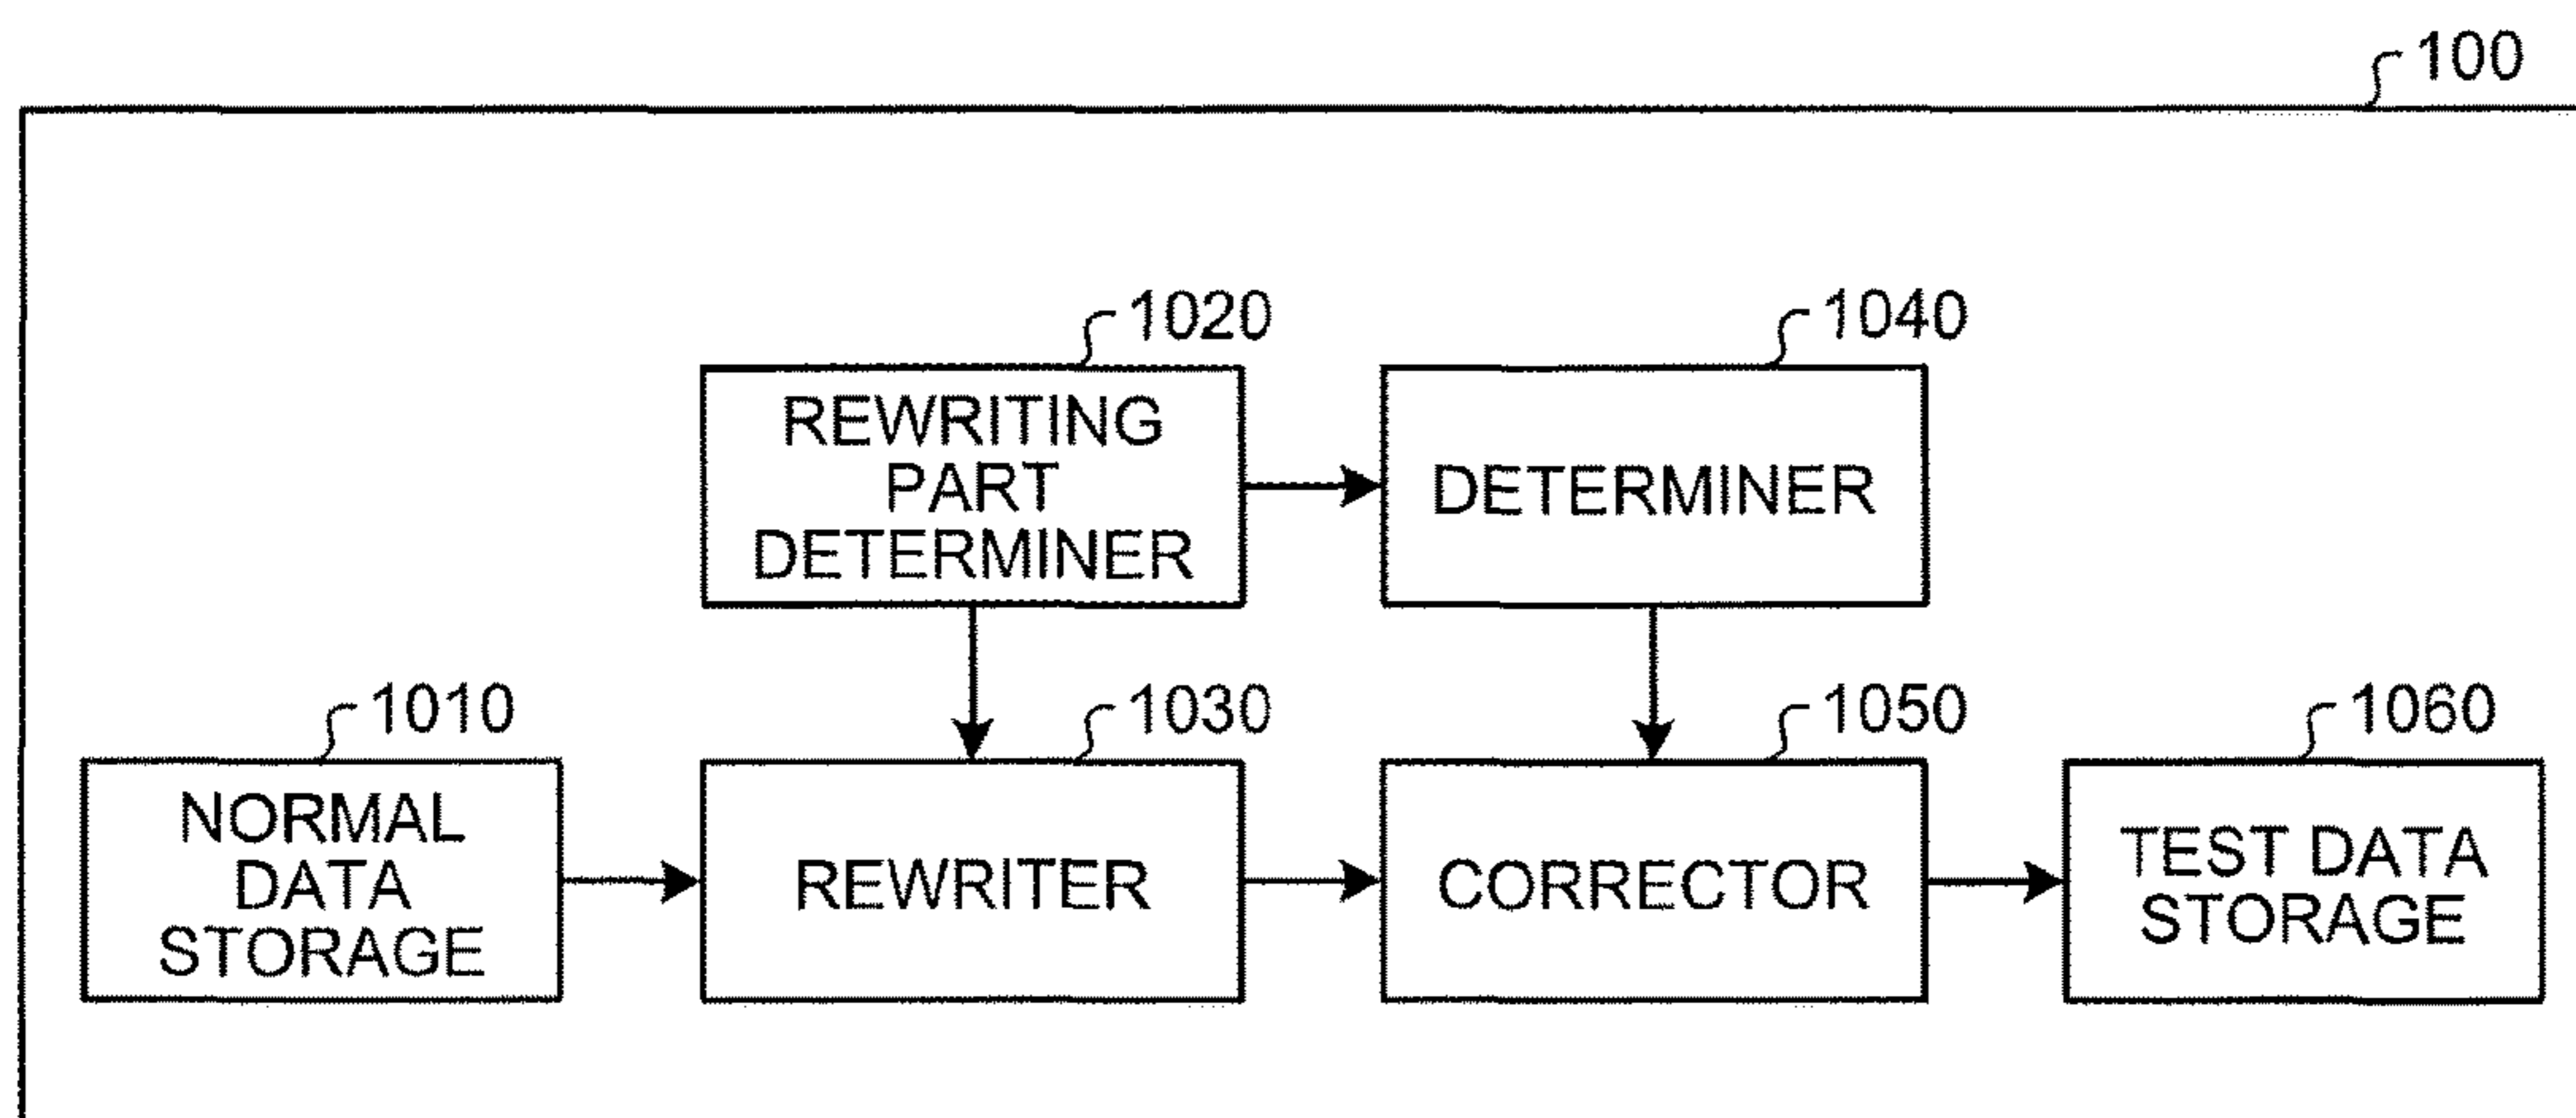 100
1020
1040
REWRITING
PART
DETERMINER
DETERMINER
1010
1030
1050
1060
NORMAL
DATA
STORAGE
REWRITER
CORRECTOR
TEST DATA
STORAGE